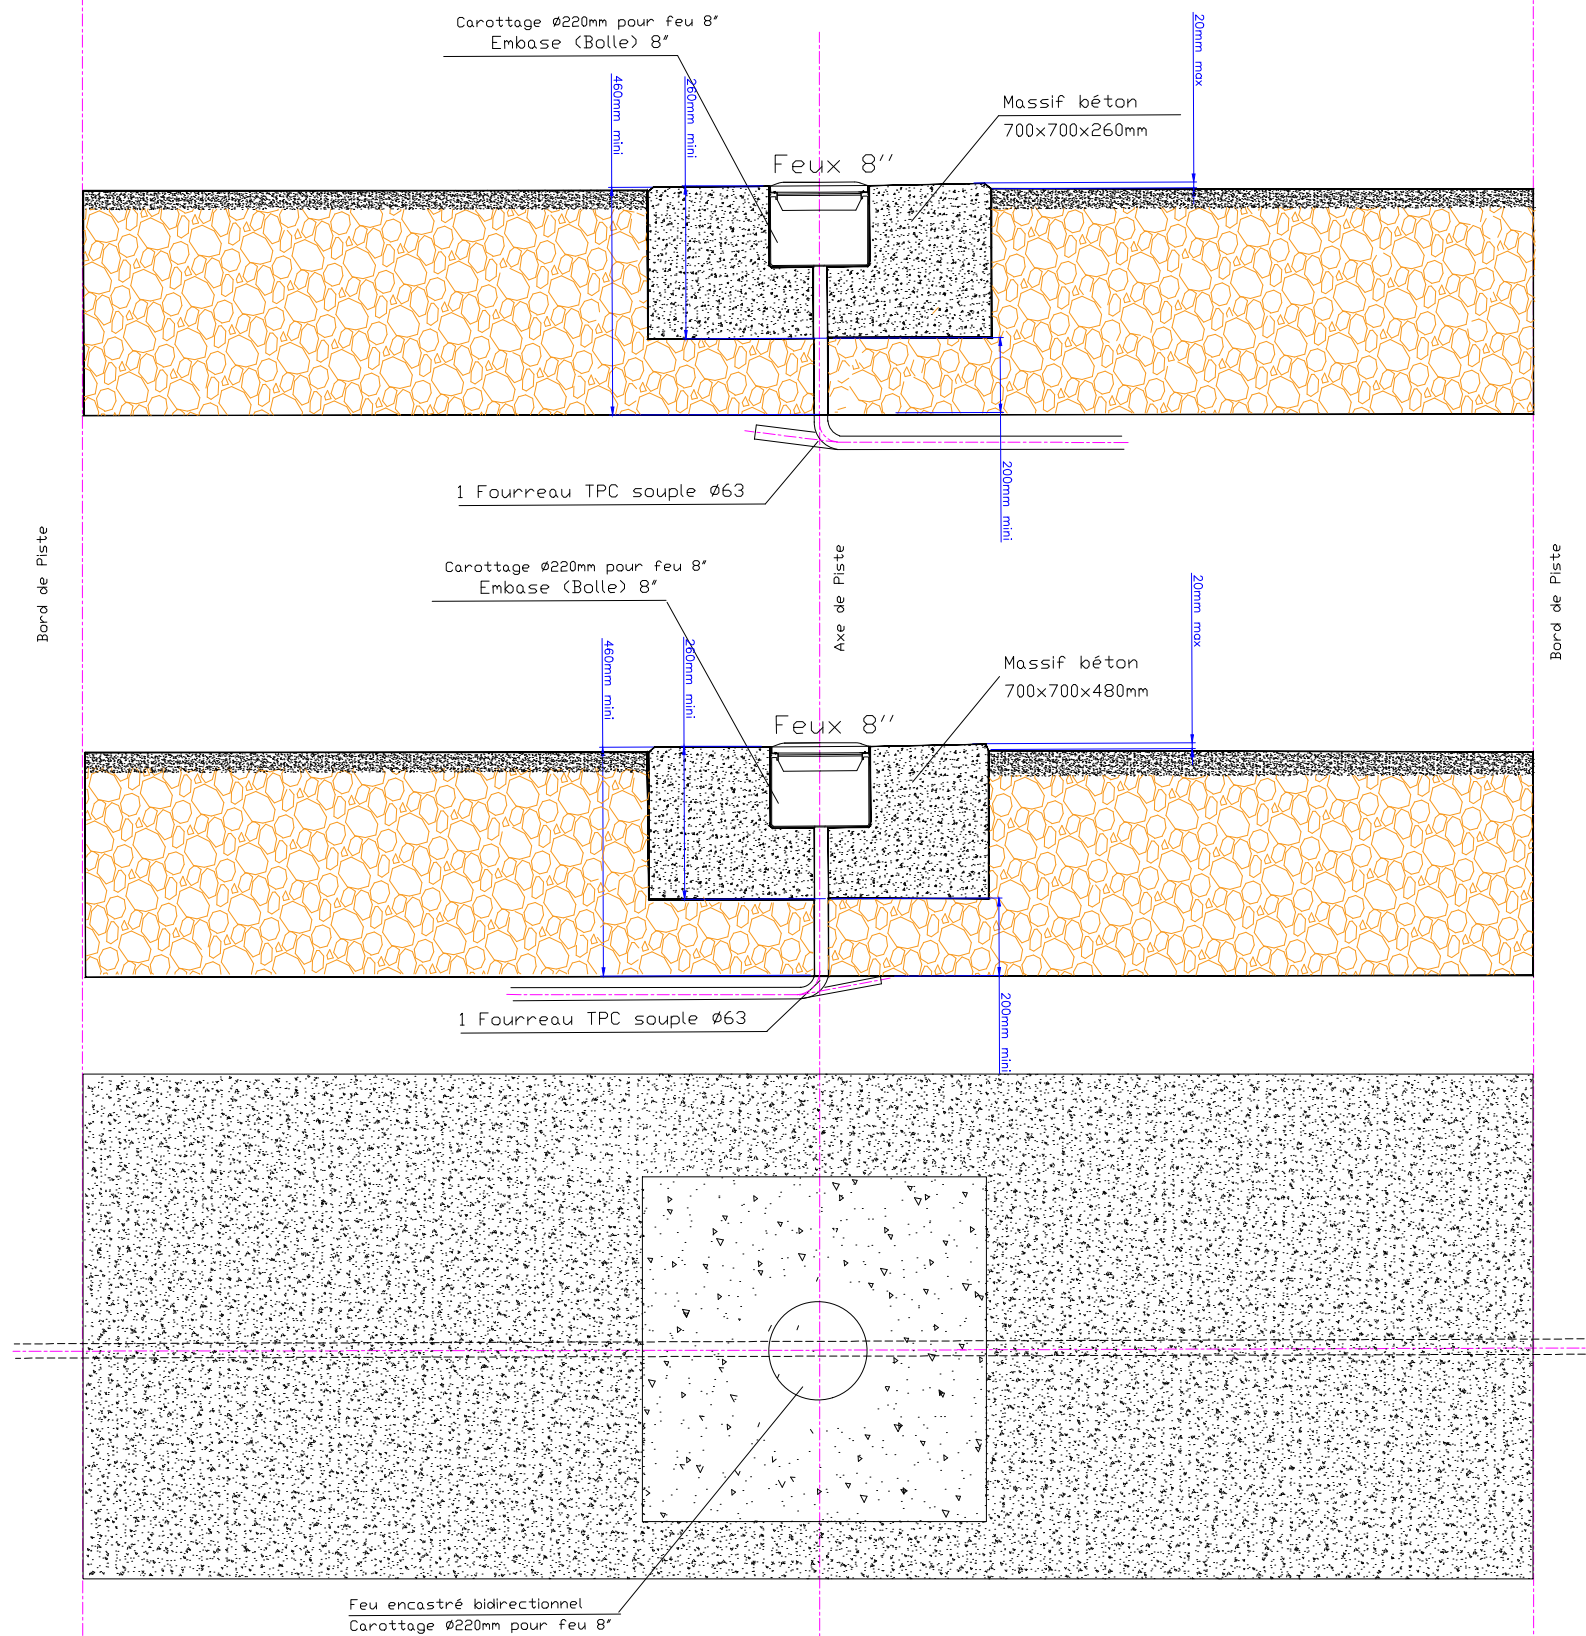 Carottage Ø220mm pour feu 8"
Embase (Bolle) 8"
20mm max
460mm mini
260mm mini
Massif béton
700x700x260mm
Feux 8''
1 Fourreau TPC souple Ø63
200mm mini
Bord de Piste
Axe de Piste
Bord de Piste
Carottage Ø220mm pour feu 8"
Embase (Bolle) 8"
20mm max
460mm mini
260mm mini
Massif béton
700x700x480mm
Feux 8''
1 Fourreau TPC souple Ø63
200mm mini
Feu encastré bidirectionnel
Carottage Ø220mm pour feu 8"